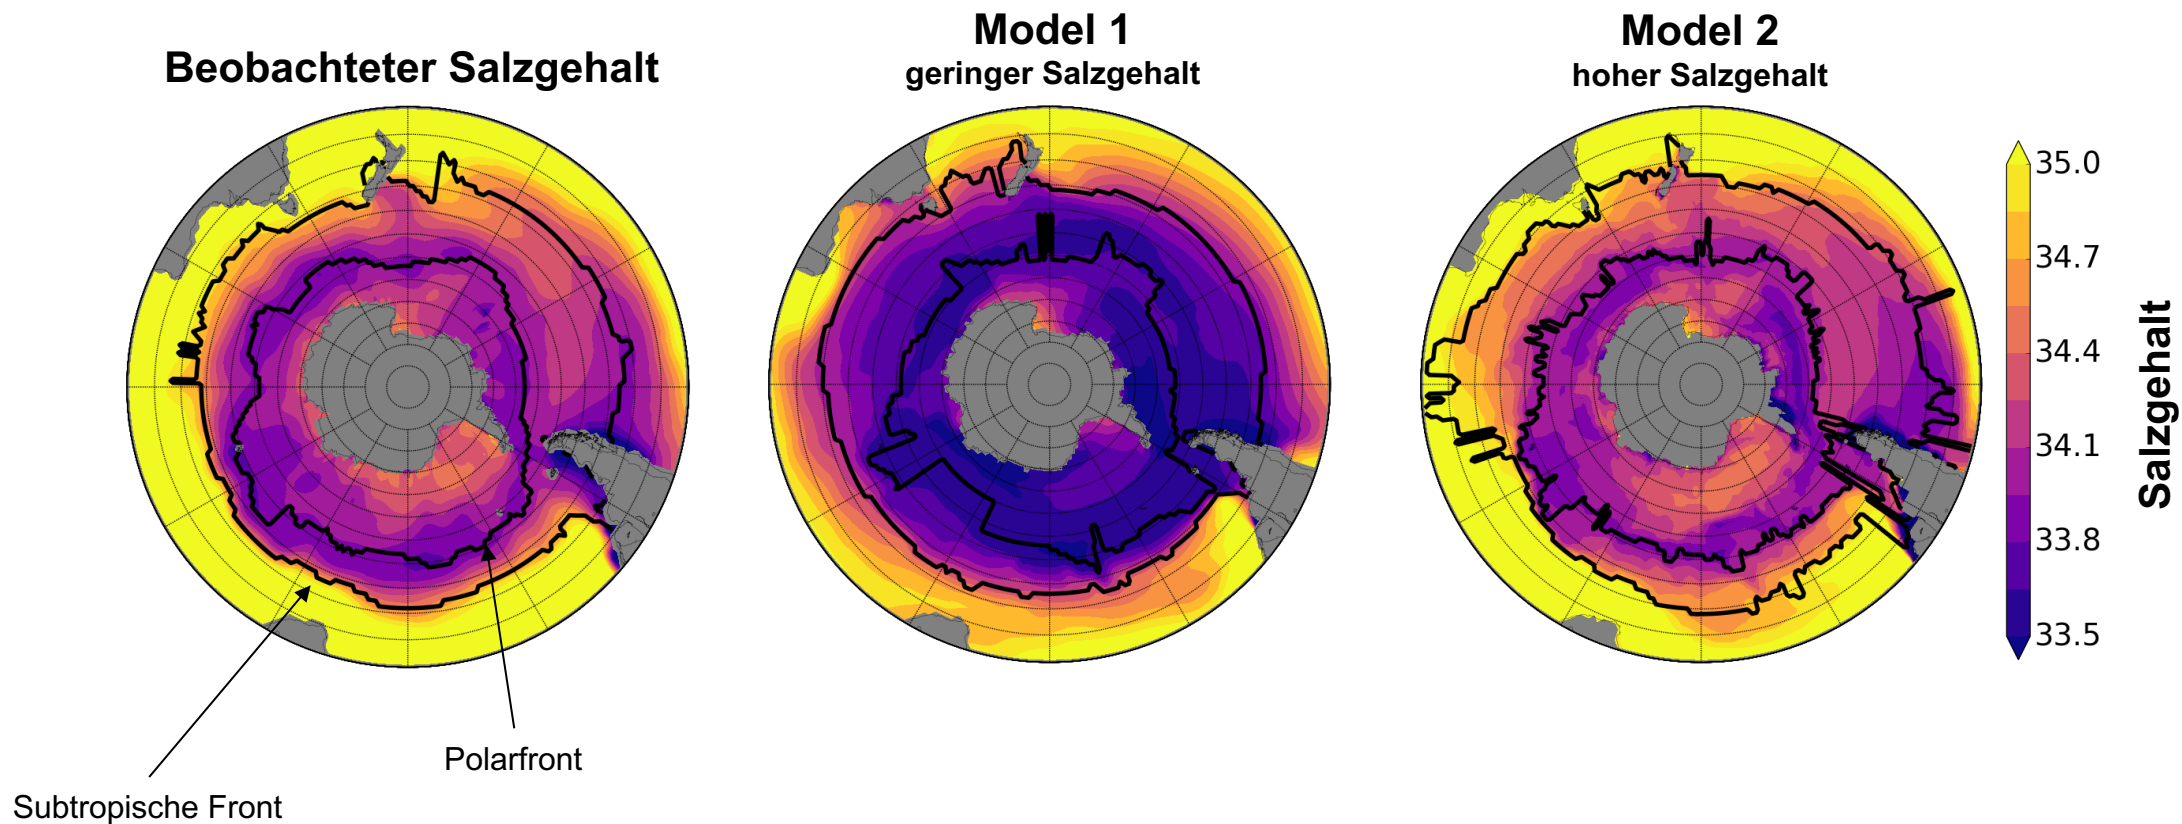 Beobachteter Salzgehalt
Model 1
geringer Salzgehalt
Model 2
hoher Salzgehalt
35.0
34.7
34.4
34.1
33.8
33.5
Salzgehalt
Polarfront
Subtropische Front